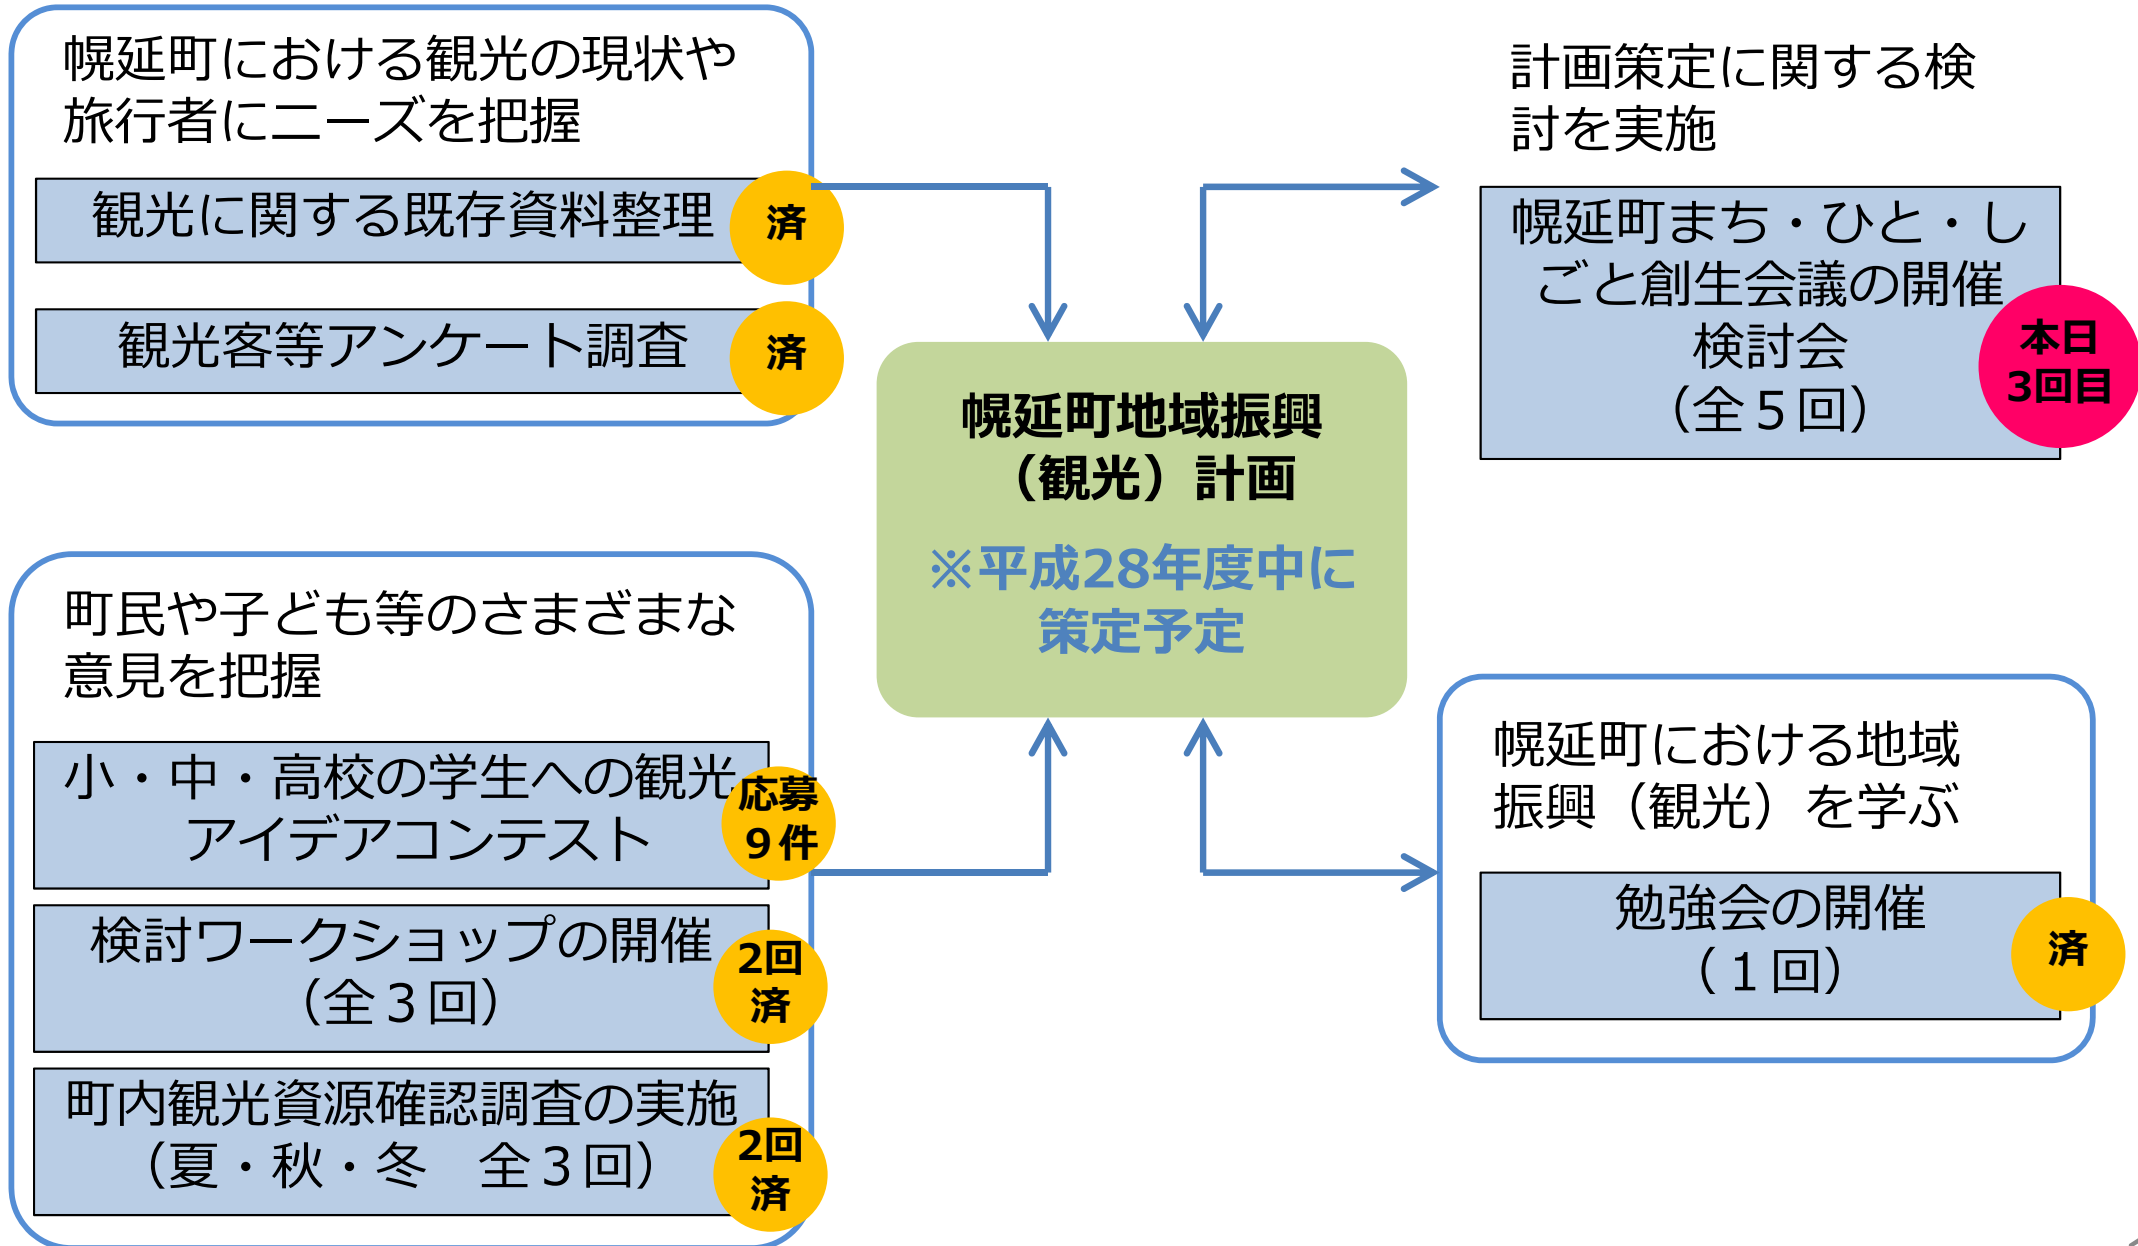 幌延町における観光の現状や
旅行者にニーズを把握
観光に関する既存資料整理
済
観光客等アンケート調査
済
計画策定に関する検
討を実施
幌延町まち・ひと・し
ごと創生会議の開催
検討会
（全５回）
本日
3回目
幌延町地域振興
（観光）計画
※平成28年度中に
策定予定
町民や子ども等のさまざまな
意見を把握
小・中・高校の学生への観光
アイデアコンテスト
応募
９件
検討ワークショップの開催
（全３回）
2回
済
町内観光資源確認調査の実施
（夏・秋・冬　全３回）
2回
済
幌延町における地域
振興（観光）を学ぶ
勉強会の開催
（１回）
済